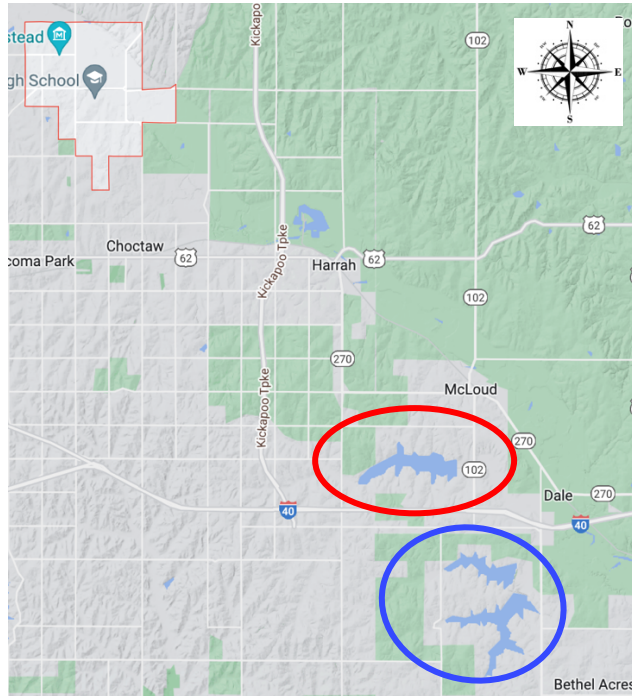 stead
gh School
Kickapoo
102
N
W
E
S
Choctaw
62
62
coma Park
Harrah
62
Kickapoo Tpke
102
270
McLoud
Kickapoo Tpke
270
102
Dale
270
40
40
Bethel Acres